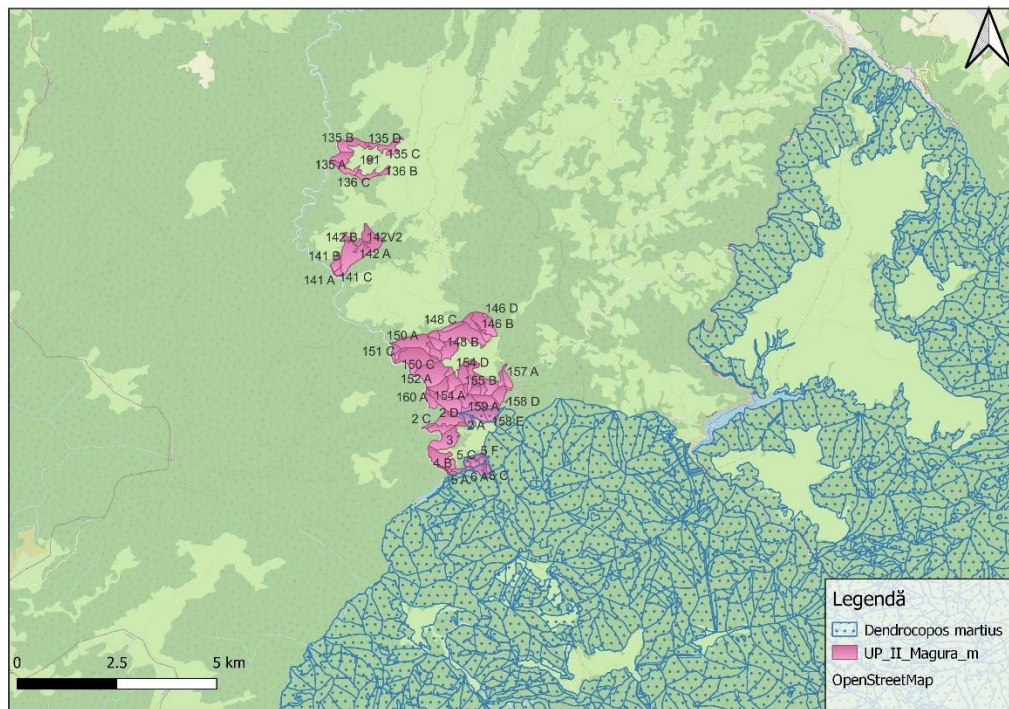 135 B
135 D
135 C
191
135 A
136 B
136 C
142 B
142V2
141 B
142 A
141 A
141 C
146 D
148 C
146 B
150 A
148 B
151 C
150 C
154 D
157 A
152 A
155 B
160 A
154 A
159 A
158 D
2 C
2 D
2 A
158 E
3
5 C
5 F
4 B
5 A
6 A
5 C
Legendă
Dendrocopos martius
UP_II_Magura_m
OpenStreetMap
0 2.5 5 km